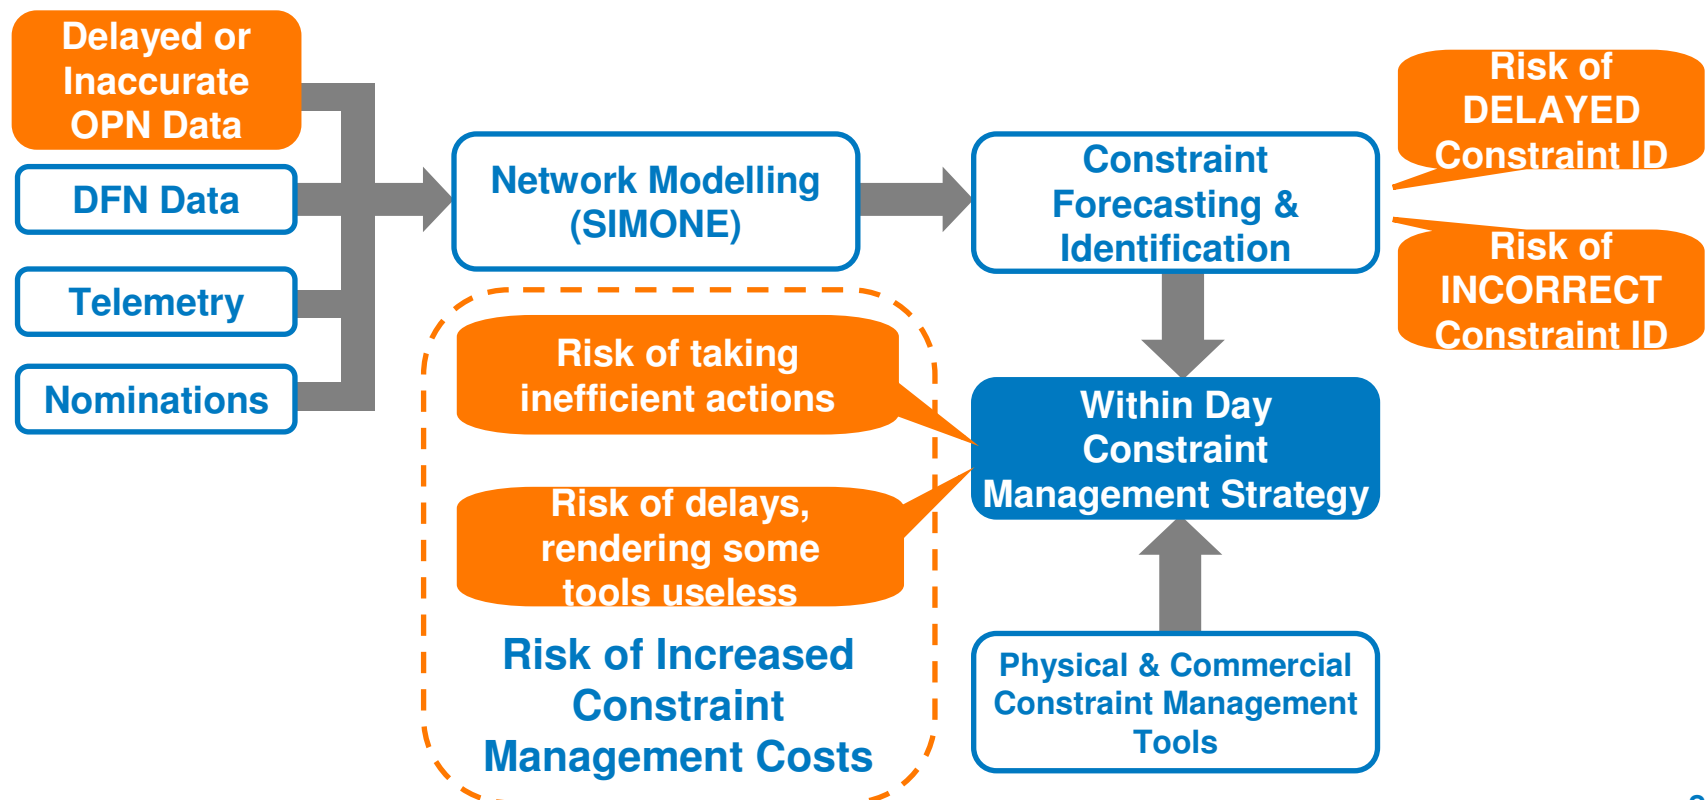 Delayed or
Inaccurate
OPN Data
DFN Data
Telemetry
Nominations
Network Modelling
(SIMONE)
Constraint
Forecasting &
Identification
Risk of
DELAYED
Constraint ID
Risk of
INCORRECT
Constraint ID
Risk of taking
inefficient actions
Risk of delays,
rendering some
tools useless
Risk of Increased
Constraint
Management Costs
Within Day
Constraint
Management Strategy
Physical & Commercial
Constraint Management
Tools